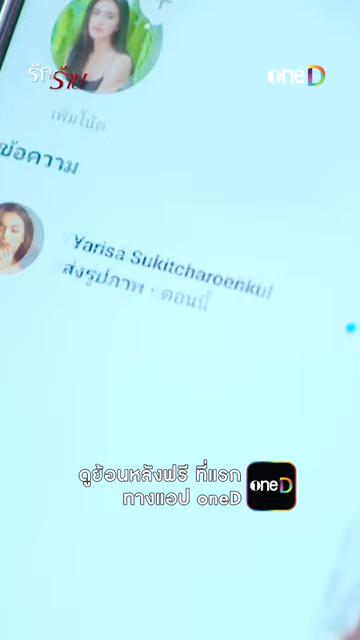 รักร้าย
oneD
เพิ่มโน้ต
ข้อความ
Yarisa Sukitcharoenkul
ส่งรูปภาพ · ตอนนี้
ดูย้อนหลังฟรี ที่แรก
ทางแอป oneD
oneD